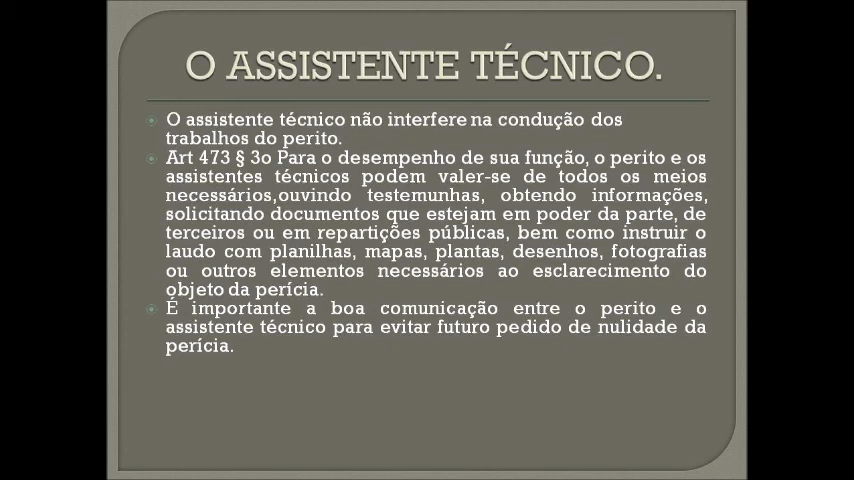 O ASSISTENTE TÉCNICO.
O assistente técnico não interfere na condução dos
trabalhos do perito.
Art 473 § 3o Para o desempenho de sua função, o perito e os
assistentes técnicos podem valer-se de todos os meios
necessários,ouvindo testemunhas, obtendo informações,
solicitando documentos que estejam em poder da parte, de
terceiros ou em repartições públicas, bem como instruir o
laudo com planilhas, mapas, plantas, desenhos, fotografias
ou outros elementos necessários ao esclarecimento do
objeto da perícia.
É importante a boa comunicação entre o perito e o
assistente técnico para evitar futuro pedido de nulidade da
perícia.